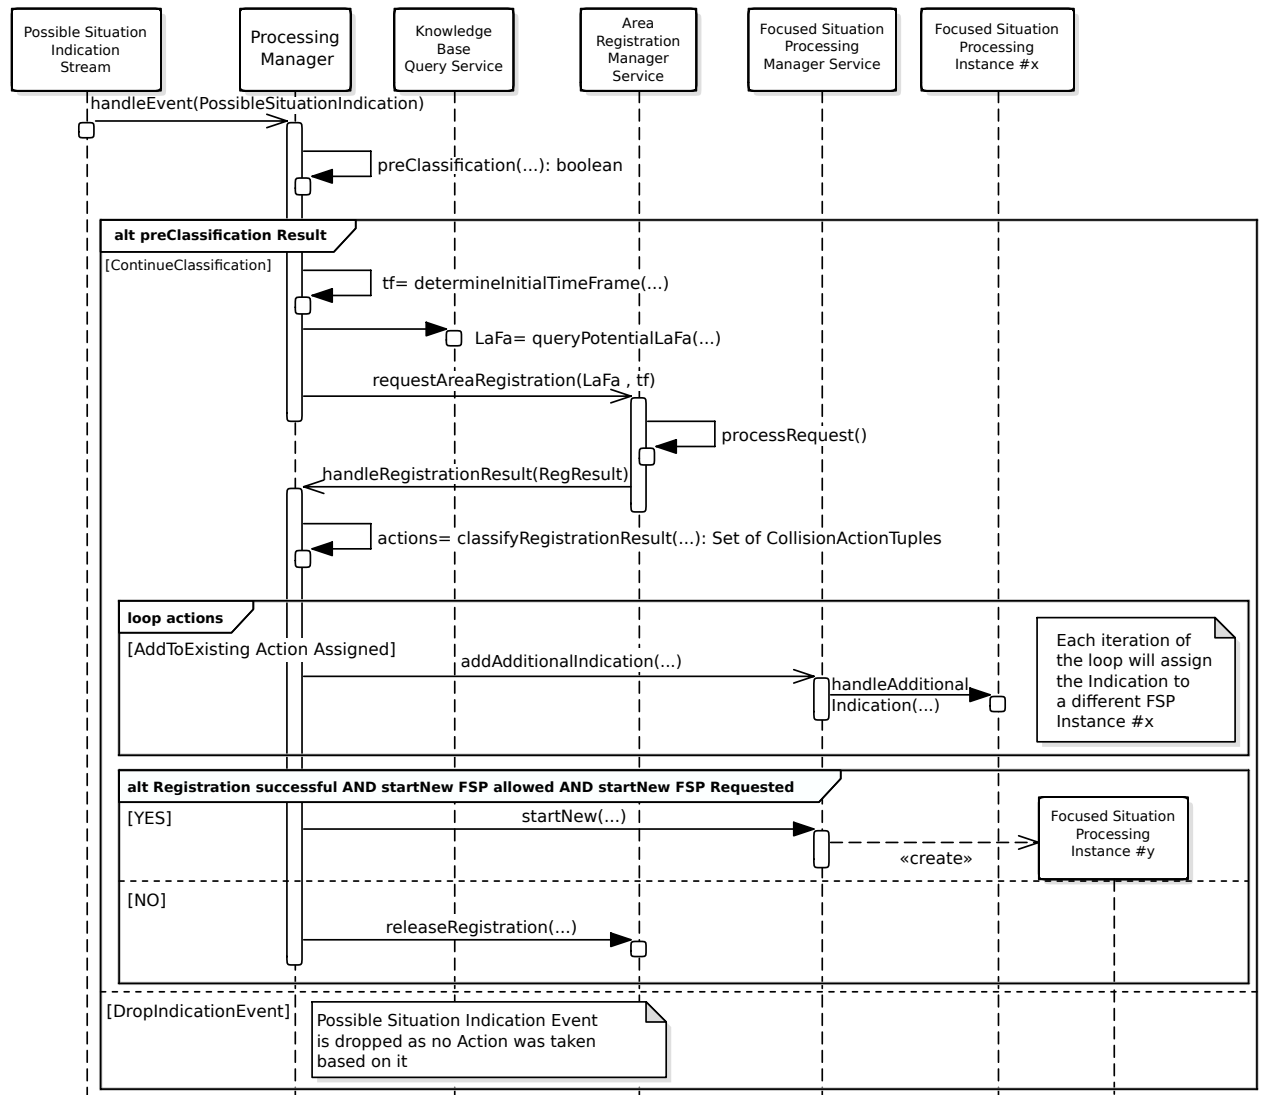 Possible Situation
Indication
Stream
Processing
Manager
Knowledge
Base
Query Service
Area
Registration
Manager
Service
Focused Situation
Processing
Manager Service
Focused Situation
Processing
Instance #x
handleEvent(PossibleSituationIndication)
preClassification(...): boolean
alt preClassification Result
[ContinueClassification]
tf= determineInitialTimeFrame(...)
LaFa= queryPotentialLaFa(...)
requestAreaRegistration(LaFa , tf)
processRequest()
handleRegistrationResult(RegResult)
actions= classifyRegistrationResult(...): Set of CollisionActionTuples
loop actions
[AddToExisting Action Assigned]
addAdditionalIndication(...)
handleAdditional
Indication(...)
Each iteration of
the loop will assign
the Indication to
a different FSP
Instance #x
alt Registration successful AND startNew FSP allowed AND startNew FSP Requested
[YES]
startNew(...)
«create»
Focused Situation
Processing
Instance #y
[NO]
releaseRegistration(...)
[DropIndicationEvent]
Possible Situation Indication Event
is dropped as no Action was taken
based on it